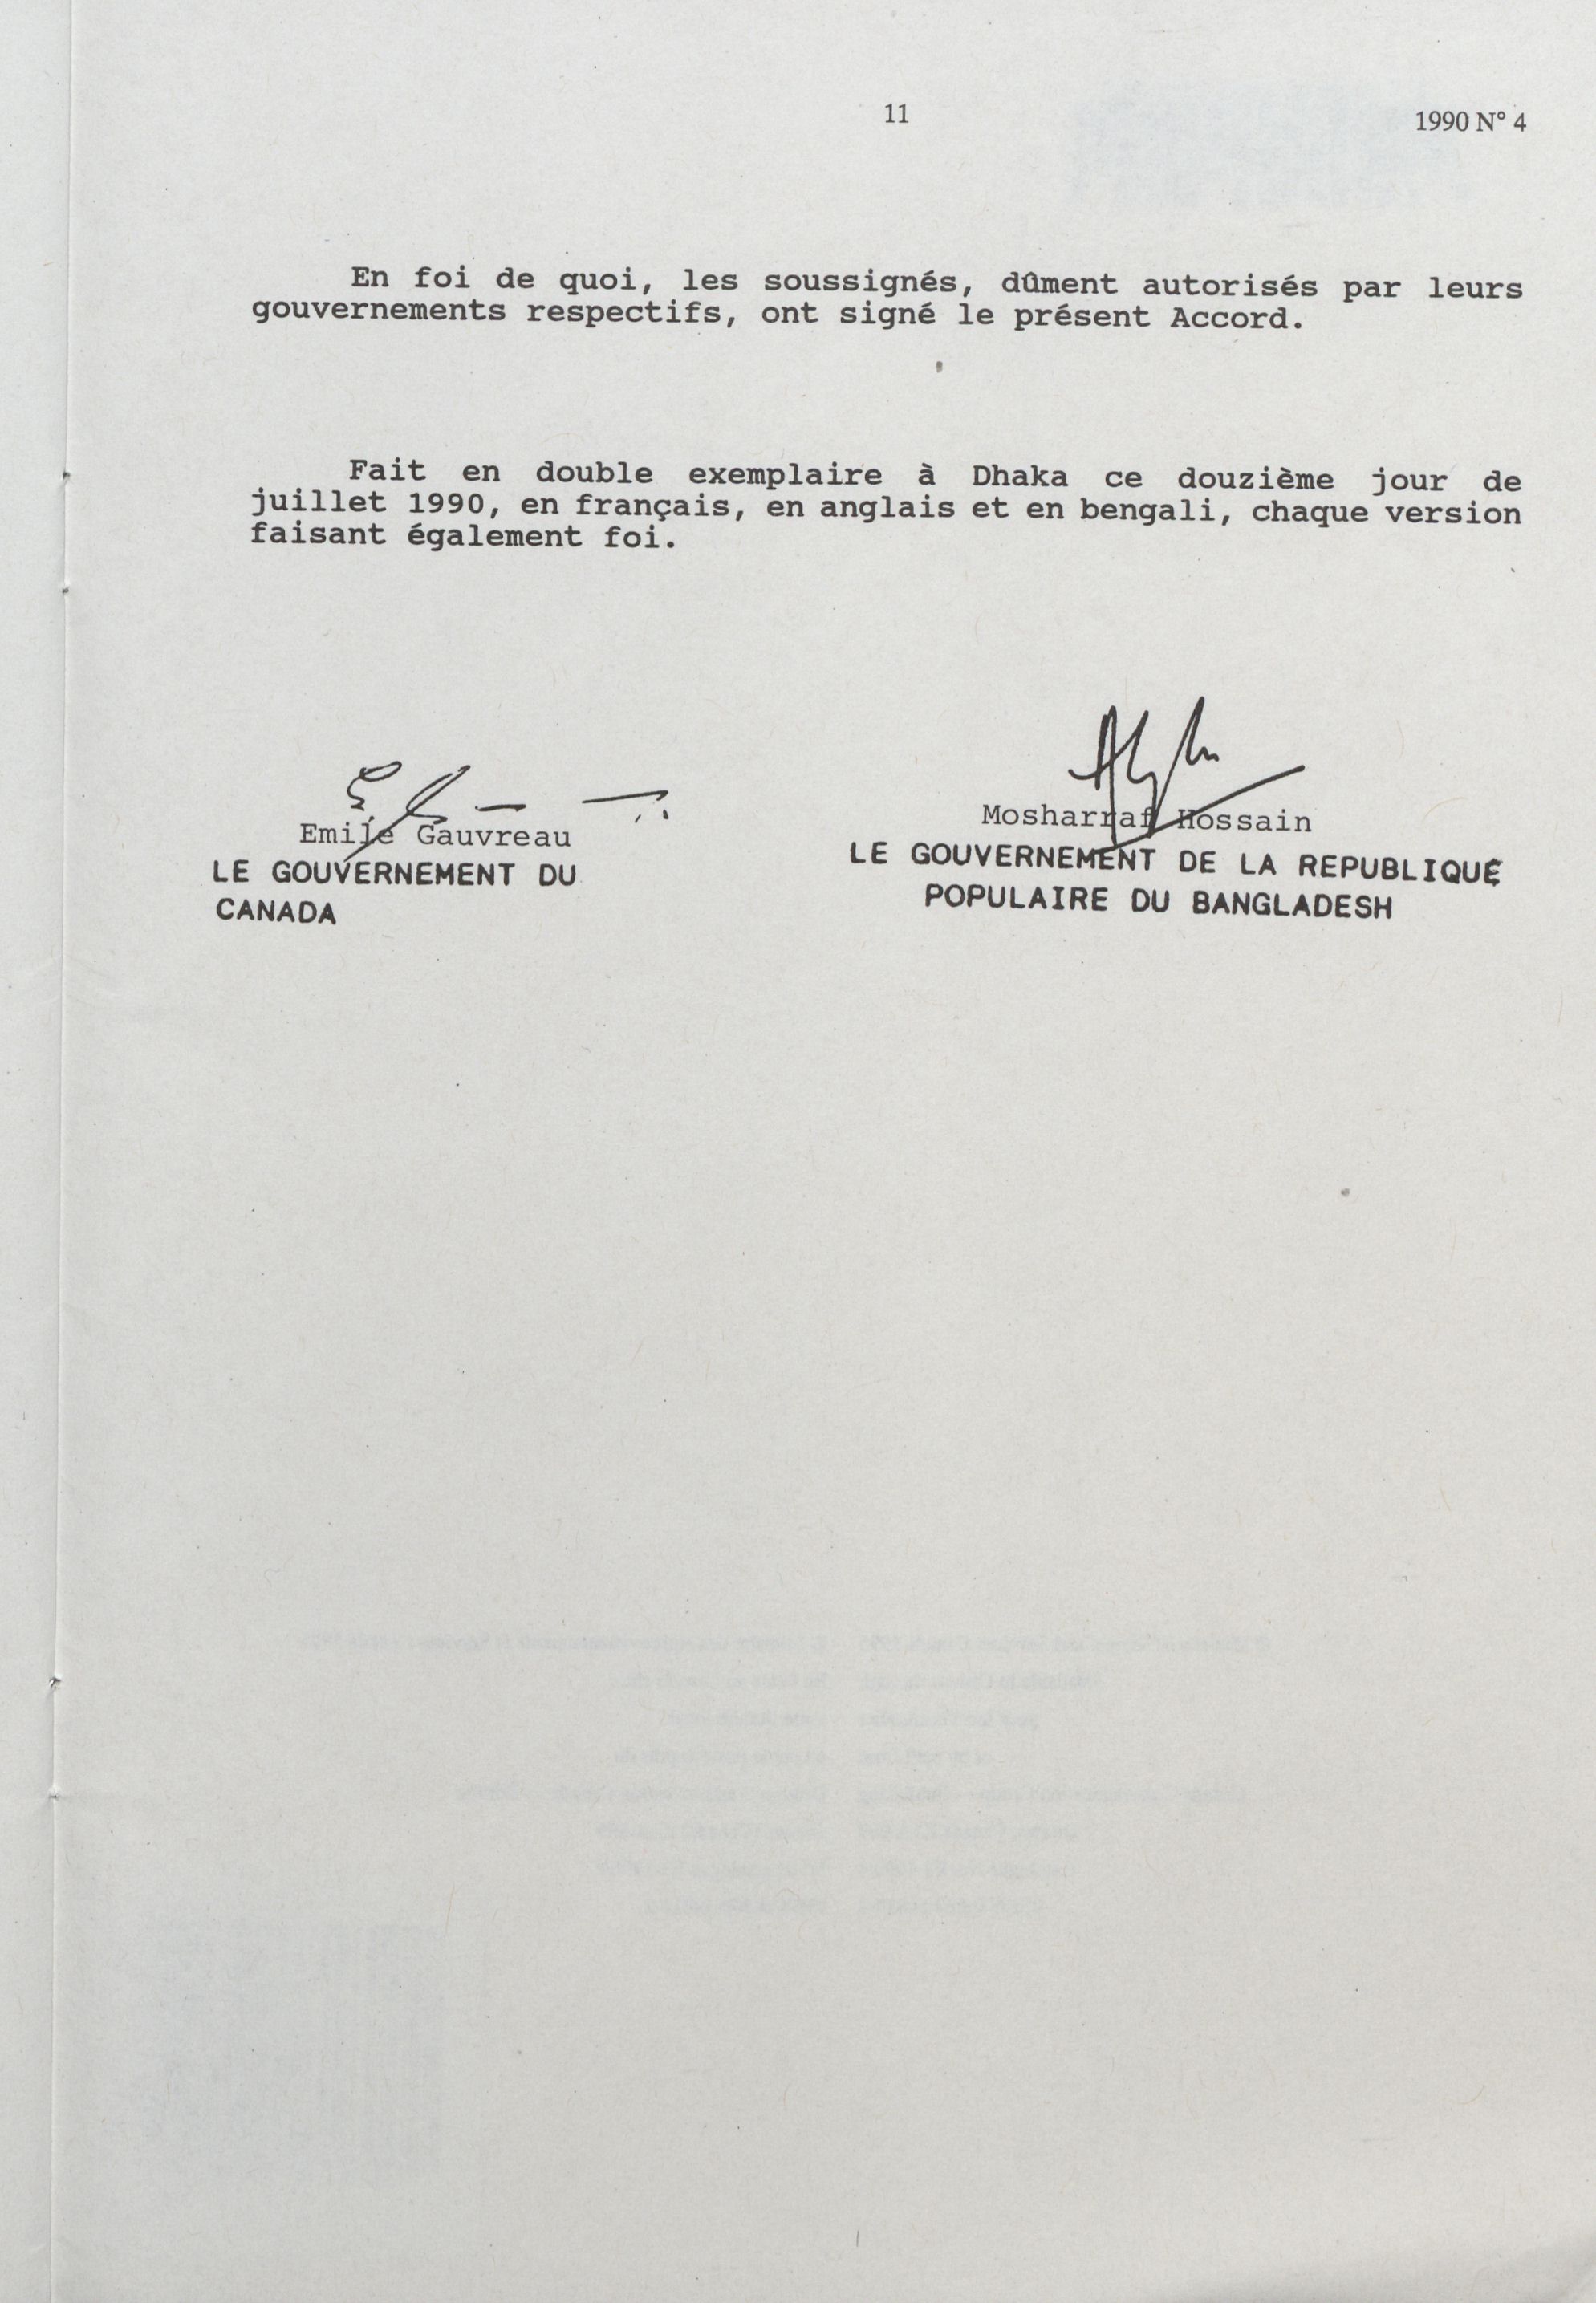 11
1990 N° 4
En foi de quoi, les soussignés, dûment autorisés par leurs
gouvernements respectifs, ont signé le présent Accord.
Fait en double exemplaire à Dhaka ce douzième jour de
juillet 1990, en français, en anglais et en bengali, chaque version
faisant également foi.
Emile Gauvreau
LE GOUVERNEMENT DU
CANADA
Mosharraf Hossain
LE GOUVERNEMENT DE LA REPUBLIQUE
POPULAIRE DU BANGLADESH